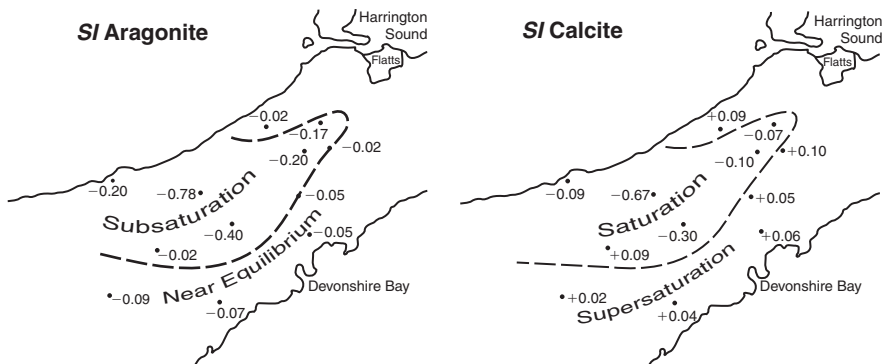 SI Aragonite
Harrington
Sound
Flatts
−0.02
−0.17
−0.20
−0.02
−0.20
−0.78
−0.05
Subsaturation
−0.40
−0.05
−0.02
Near Equilibrium
−0.09
−0.07
Devonshire Bay
SI Calcite
Harrington
Sound
Flatts
+0.09
−0.07
−0.10
+0.10
−0.09
−0.67
+0.05
Saturation
−0.30
+0.06
+0.09
Supersaturation
+0.02
+0.04
Devonshire Bay